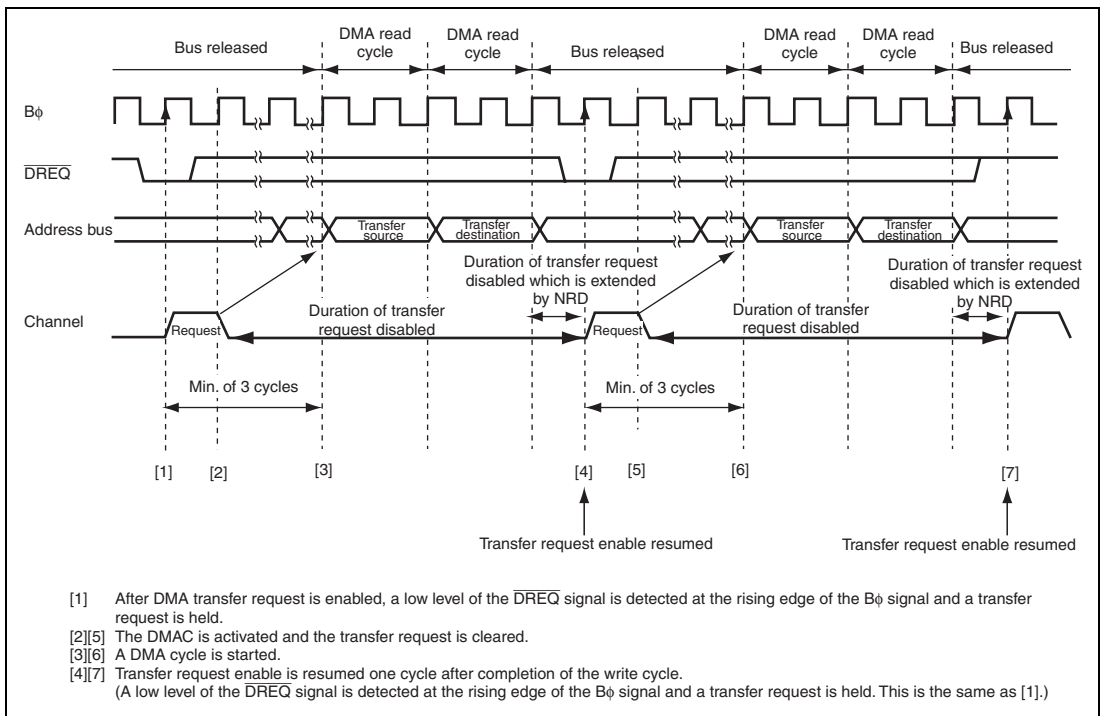 Bus released
DMA read
cycle
DMA read
cycle
Bus released
DMA read
cycle
DMA read
cycle
Bus released
Bϕ
DREQ
Address bus
Transfer
source
Transfer
destination
Transfer
source
Transfer
destination
Duration of transfer request
disabled which is extended
by NRD
Duration of transfer request
disabled which is extended
by NRD
Channel
Request
Duration of transfer
request disabled
Request
Duration of transfer
request disabled
Min. of 3 cycles
Min. of 3 cycles
[1]
[2]
[3]
[4]
[5]
[6]
[7]
Transfer request enable resumed
Transfer request enable resumed
[1] After DMA transfer request is enabled, a low level of the DREQ signal is detected at the rising edge of the Bϕ signal and a transfer
request is held.
[2][5] The DMAC is activated and the transfer request is cleared.
[3][6] A DMA cycle is started.
[4][7] Transfer request enable is resumed one cycle after completion of the write cycle.
(A low level of the DREQ signal is detected at the rising edge of the Bϕ signal and a transfer request is held. This is the same as [1].)